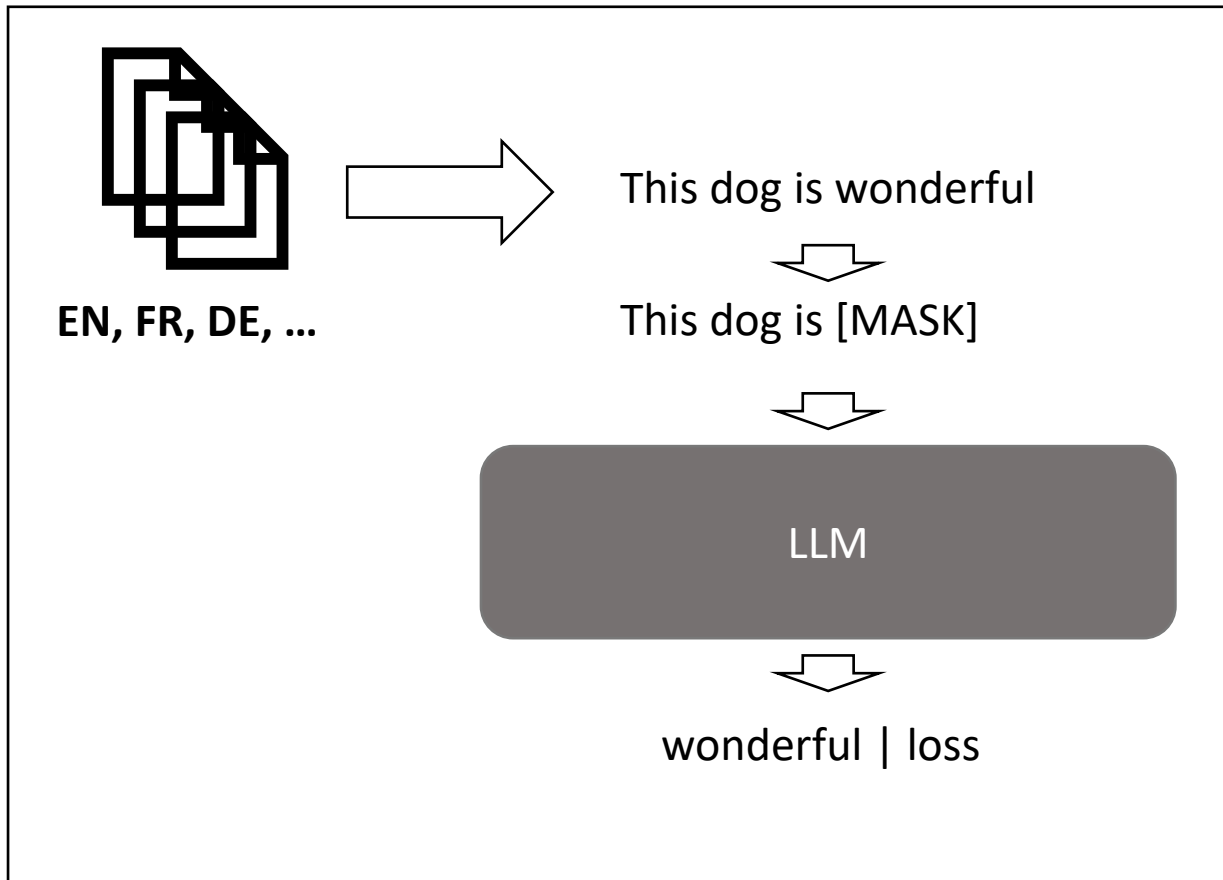 This dog is wonderful
EN, FR, DE, ...
This dog is [MASK]
LLM
wonderful | loss